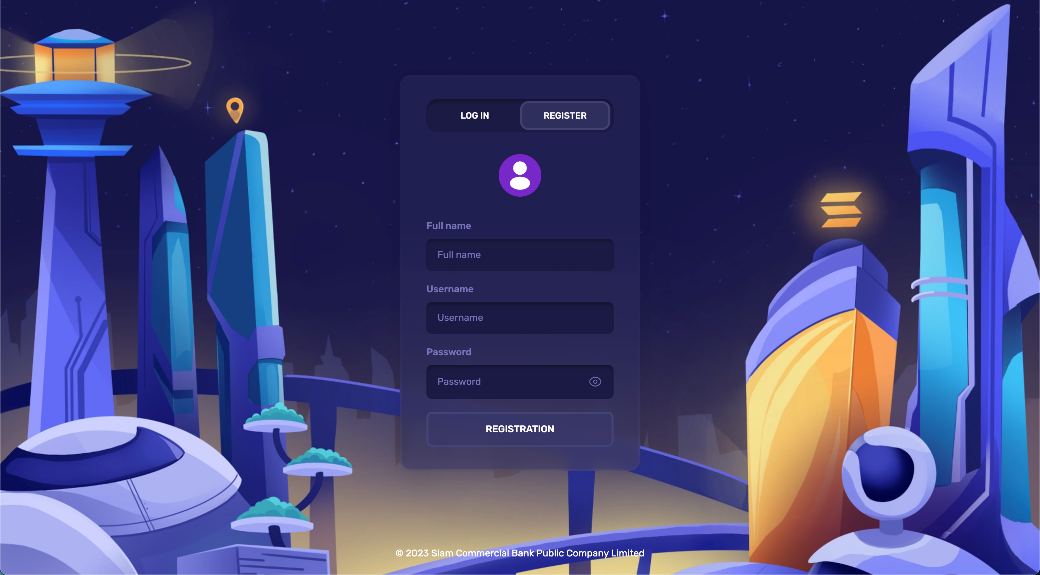 LOG IN
REGISTER
Full name
Full name
Username
Username
Password
Password
REGISTRATION
© 2023 Siam Commercial Bank Public Company Limited